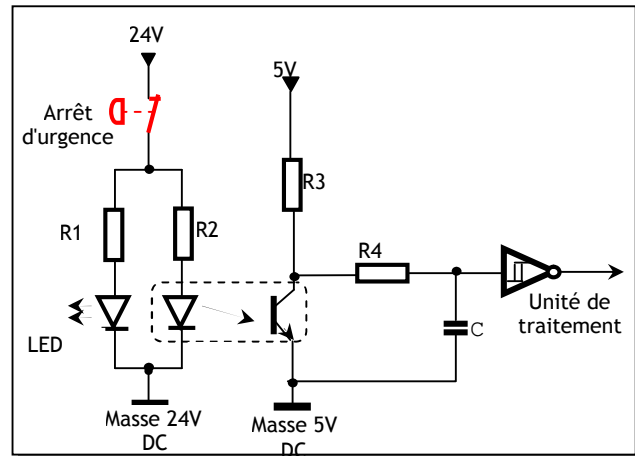 24V
5V
Arrêt
d'urgence
R3
R1
R2
R4
Unité de
traitement
C
LED
Masse 24V
DC
Masse 5V
DC